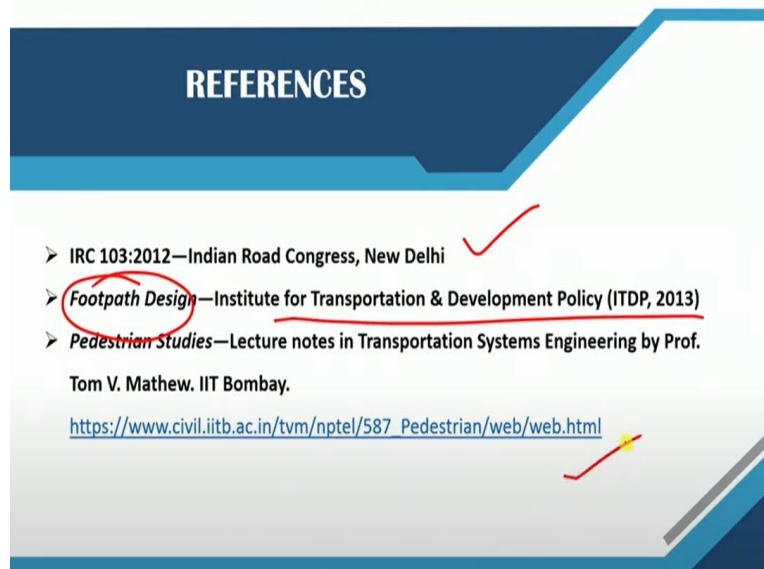 REFERENCES
IRC 103:2012—Indian Road Congress, New Delhi
Footpath Design—Institute for Transportation & Development Policy (ITDP, 2013)
Pedestrian Studies—Lecture notes in Transportation Systems Engineering by Prof.
Tom V. Mathew. IIT Bombay.
https://www.civil.iitb.ac.in/tvm/nptel/587_Pedestrian/web/web.html